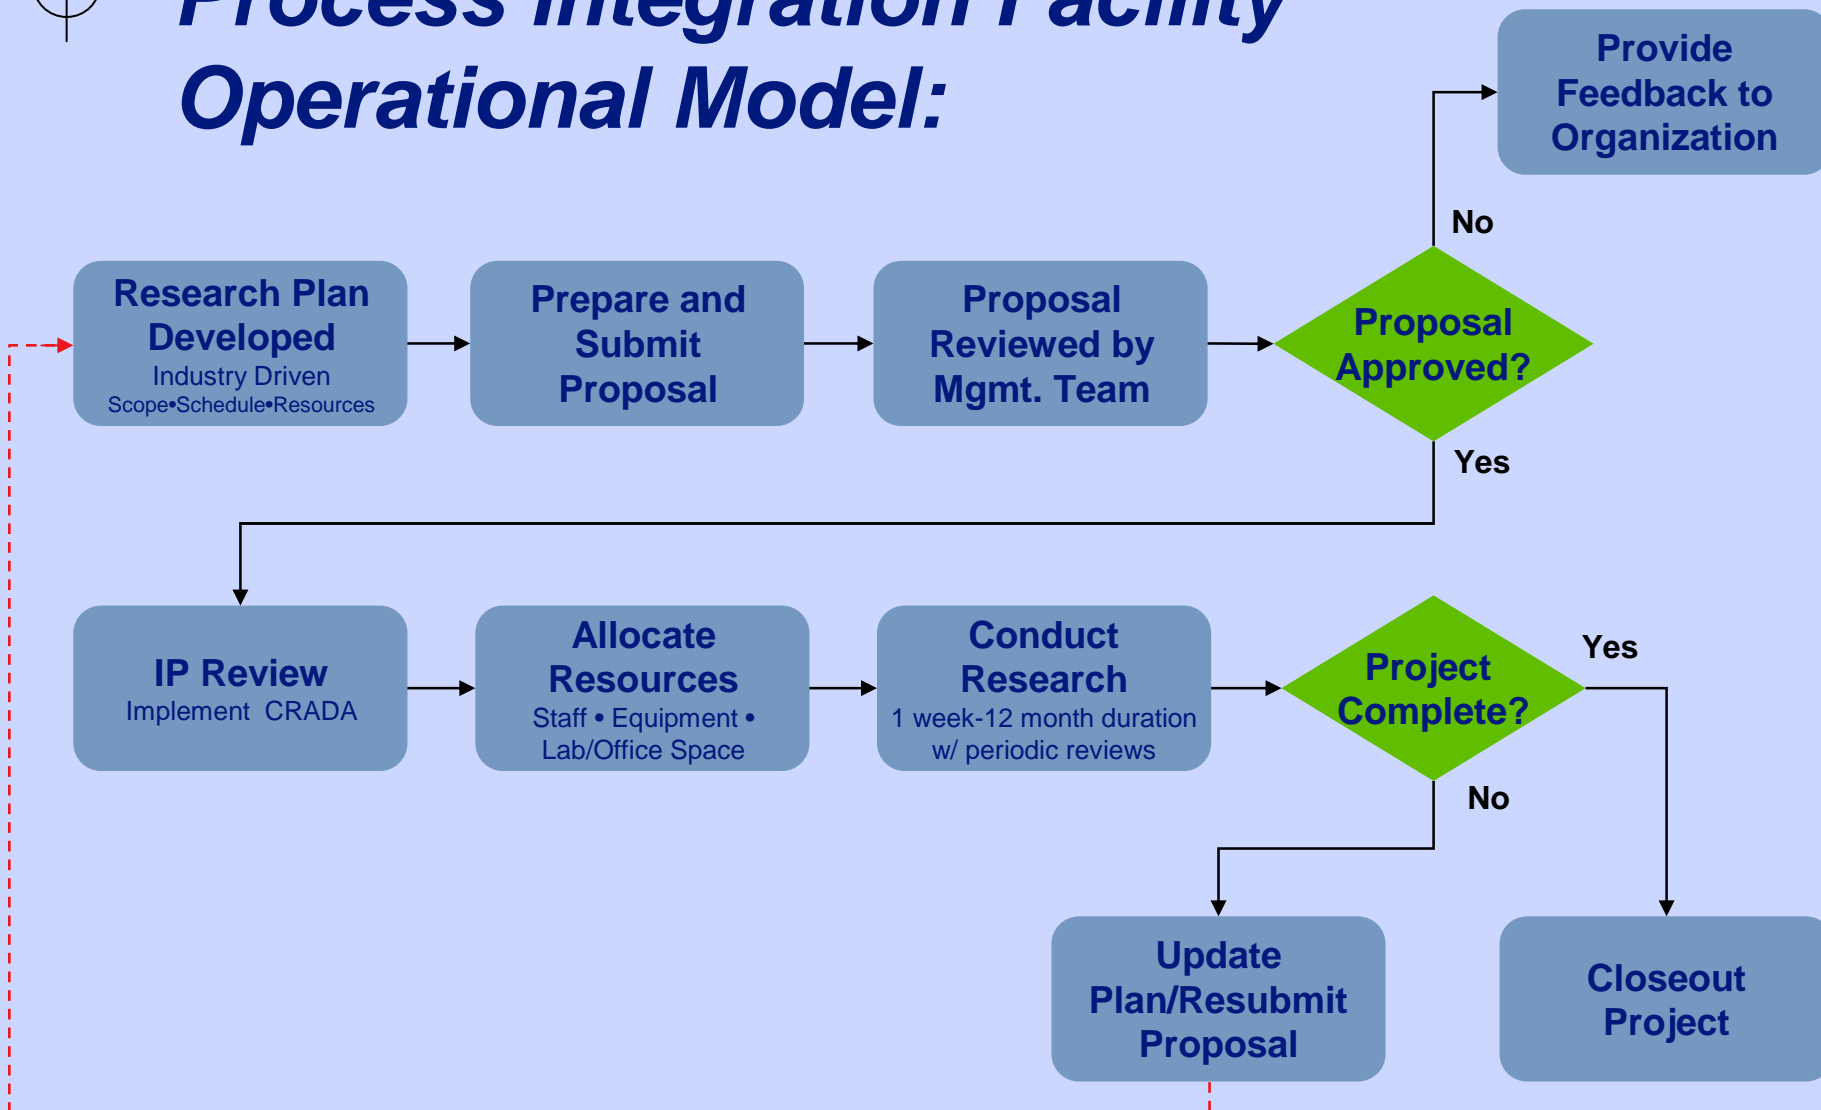 Process Integration Facility
Operational Model:
Provide
Feedback to
Organization
No
Research Plan
Developed
Industry Driven
Scope•Schedule•Resources
Prepare and
Submit
Proposal
Proposal
Reviewed by
Mgmt. Team
Proposal
Approved?
Yes
IP Review
Implement  CRADA
Allocate
Resources
Staff • Equipment •
Lab/Office Space
Conduct
Research
1 week-12 month duration
w/ periodic reviews
Project
Complete?
Yes
No
Update
Plan/Resubmit
Proposal
Closeout
Project